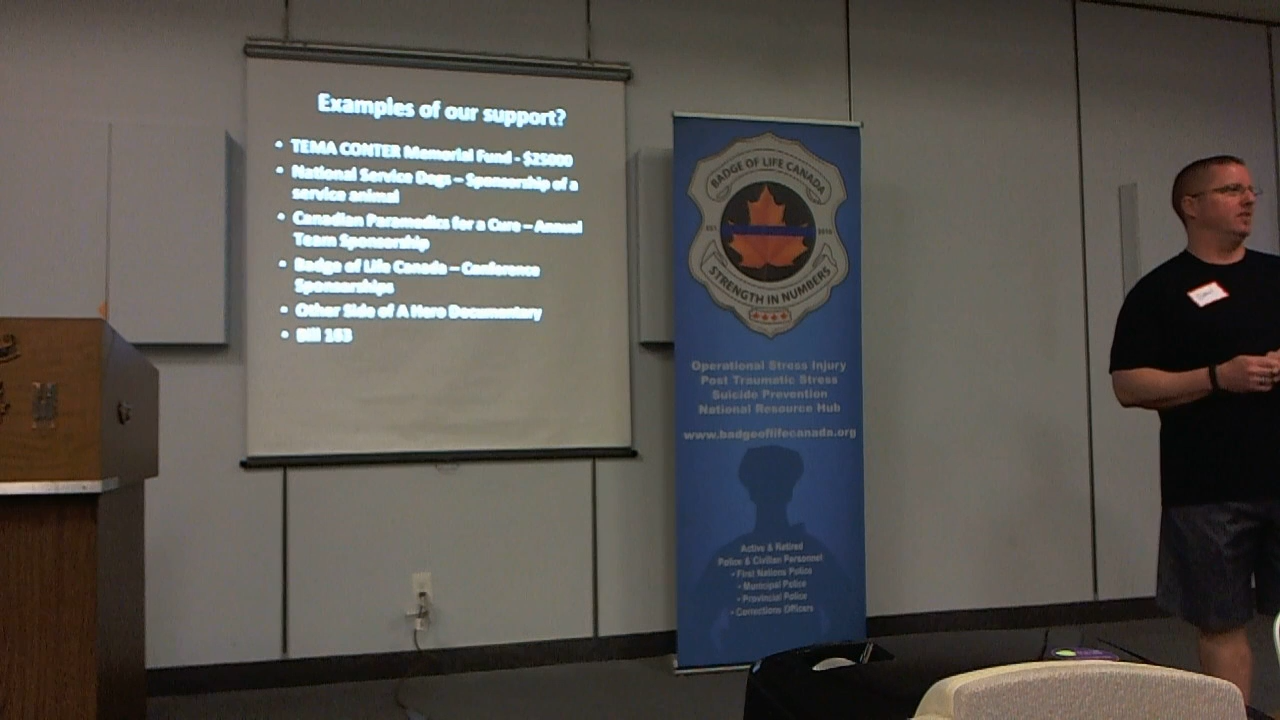 Examples of our support?
• TEMA CONTER Memorial Fund - $25000
• National Service Dogs – Sponsorship of a
service animal
• Canadian Paramedics for a Cure – Annual
Team Sponsorship
• Badge of Life Canada – Conference
Sponsorships
• Other Side of A Hero Documentary
• Bill 163
BADGE OF LIFE CANADA
STRENGTH IN NUMBERS
Operational Stress Injury
Post Traumatic Stress
Suicide Prevention
National Resource Hub
www.badgeoflifecanada.org
Active & Retired
Police & Civilian Personnel
• First Nations Police
• Municipal Police
• Provincial Police
• Corrections Officers